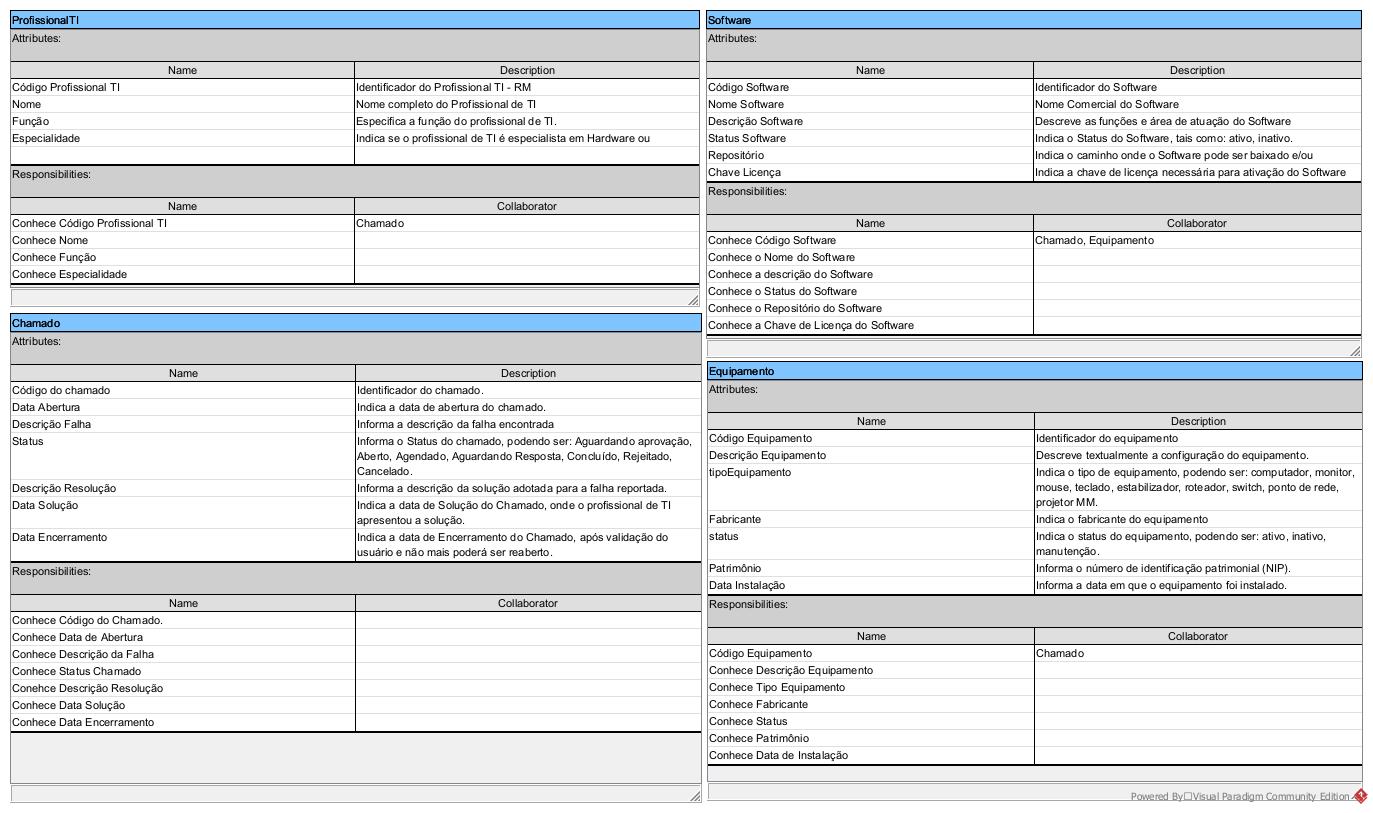 ProfissionalTI
Attributes:
Name Description
Código Profissional TI Identificador do Profissional TI - RM
Nome Nome completo do Profissional de TI
Função Especifica a função do profissional de TI.
Especialidade Indica se o profissional de TI é especialista em Hardware ou
Responsibilities:
Name Collaborator
Conhece Código Profissional TI Chamado
Conhece Nome
Conhece Função
Conhece Especialidade
Chamado
Attributes:
Name Description
Código do chamado Identificador do chamado.
Data Abertura Indica a data de abertura do chamado.
Descrição Falha Informa a descrição da falha encontrada
Status Informa o Status do chamado, podendo ser: Aguardando aprovação,
Aberto, Agendado, Aguardando Resposta, Concluído, Rejeitado,
Cancelado.
Descrição Resolução Informa a descrição da solução adotada para a falha reportada.
Data Solução Indica a data de Solução do Chamado, onde o profissional de TI
apresentou a solução.
Data Encerramento Indica a data de Encerramento do Chamado, após validação do
usuário e não mais poderá ser reaberto.
Responsibilities:
Name Collaborator
Conhece Código do Chamado.
Conhece Data de Abertura
Conhece Descrição da Falha
Conhece Status Chamado
Conehce Descrição Resolução
Conhece Data Solução
Conhece Data Encerramento
Software
Attributes:
Name Description
Código Software Identificador do Software
Nome Software Nome Comercial do Software
Descrição Software Descreve as funções e área de atuação do Software
Status Software Indica o Status do Software, tais como: ativo, inativo.
Repositório Indica o caminho onde o Software pode ser baixado e/ou
Chave Licença Indica a chave de licença necessária para ativação do Software
Responsibilities:
Name Collaborator
Conhece Código Software Chamado, Equipamento
Conhece o Nome do Software
Conhece a descrição do Software
Conhece o Status do Software
Conhece o Repositório do Software
Conhece a Chave de Licença do Software
Equipamento
Attributes:
Name Description
Código Equipamento Identificador do equipamento
Descrição Equipamento Descreve textualmente a configuração do equipamento.
tipoEquipamento Indica o tipo de equipamento, podendo ser: computador, monitor,
mouse, teclado, estabilizador, roteador, switch, ponto de rede,
projetor MM.
Fabricante Indica o fabricante do equipamento
status Indica o status do equipamento, podendo ser: ativo, inativo,
manutenção.
Patrimônio Informa o número de identificação patrimonial (NIP).
Data Instalação Informa a data em que o equipamento foi instalado.
Responsibilities:
Name Collaborator
Código Equipamento Chamado
Conhece Descrição Equipamento
Conhece Tipo Equipamento
Conhece Fabricante
Conhece Status
Conhece Patrimônio
Conhece Data de Instalação
Powered By□Visual Paradigm Community Edition